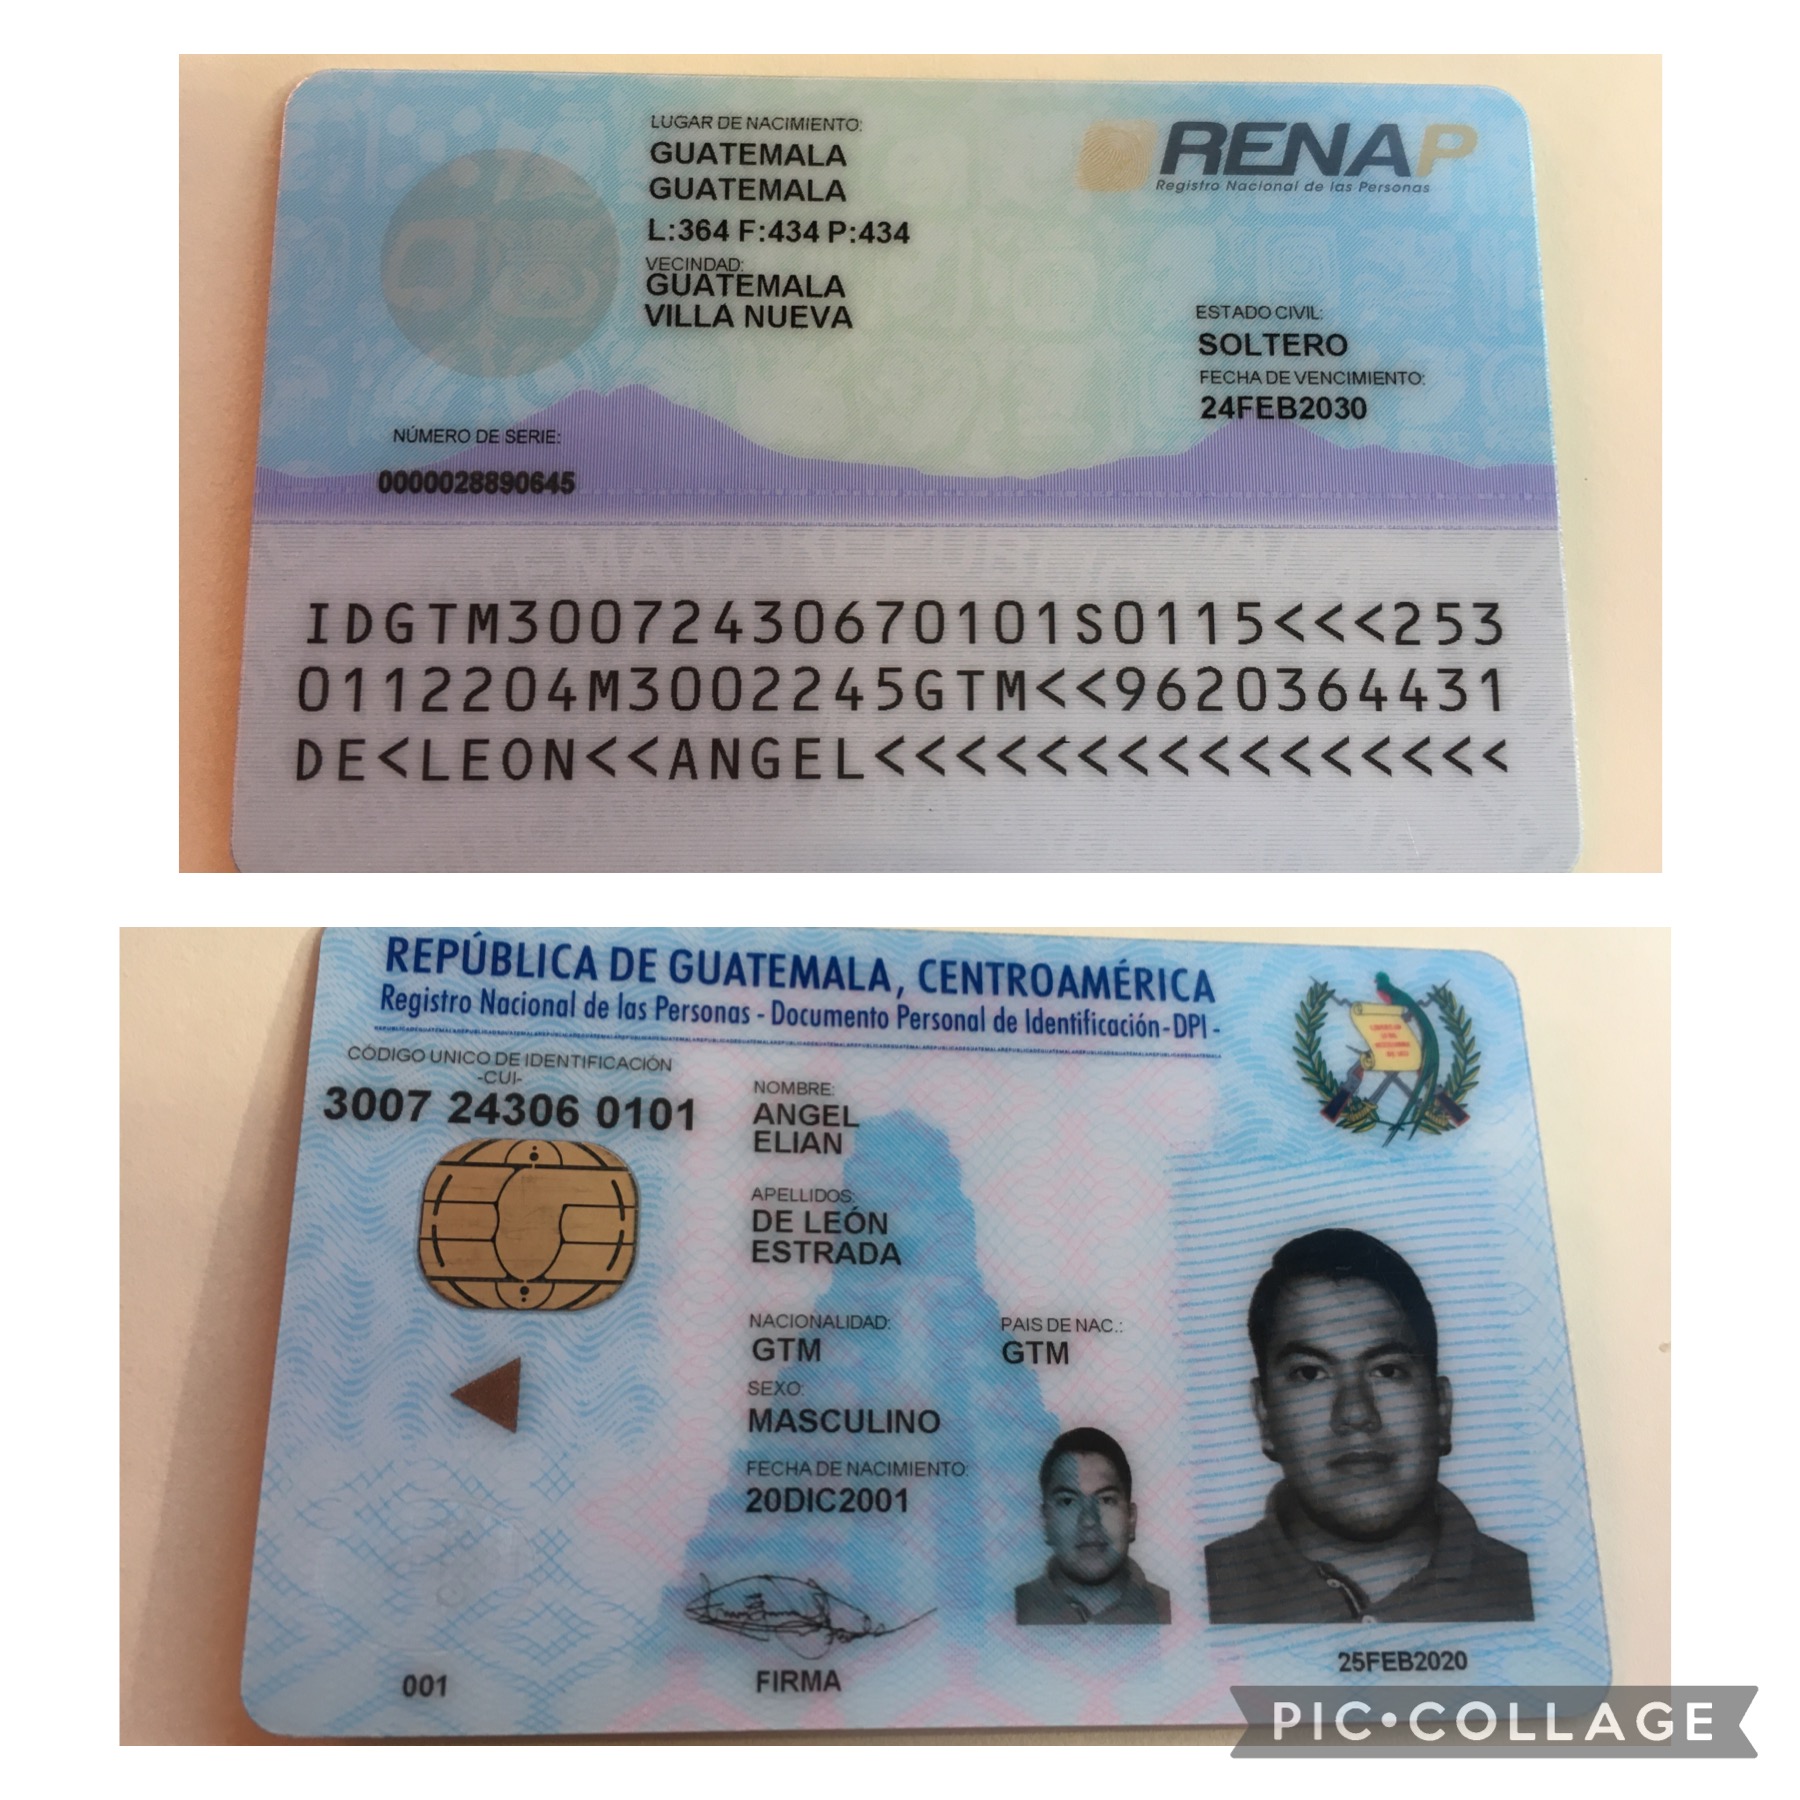 LUGAR DE NACIMIENTO:
GUATEMALA
GUATEMALA
L:364 F:434 P:434
VECINDAD:
GUATEMALA
VILLA NUEVA
RENAP
Registro Nacional de las Personas
ESTADO CIVIL:
SOLTERO
FECHA DE VENCIMIENTO:
24FEB2030
NÚMERO DE SERIE:
0000028890645
IDGTM30072430670101S0115<<<253
0112204M3002245GTM<<9620364431
DE<LEON<<ANGEL<<<<<<<<<<<<<<<<
REPÚBLICA DE GUATEMALA, CENTROAMÉRICA
Registro Nacional de las Personas - Documento Personal de Identificación-DPI -
CÓDIGO UNICO DE IDENTIFICACIÓN
-CUI-
3007 24306 0101
NOMBRE:
ANGEL
ELIAN
APELLIDOS:
DE LEÓN
ESTRADA
NACIONALIDAD:
GTM
PAIS DE NAC.:
GTM
SEXO:
MASCULINO
FECHA DE NACIMIENTO:
20DIC2001
FIRMA
001
25FEB2020
PIC•COLLAGE